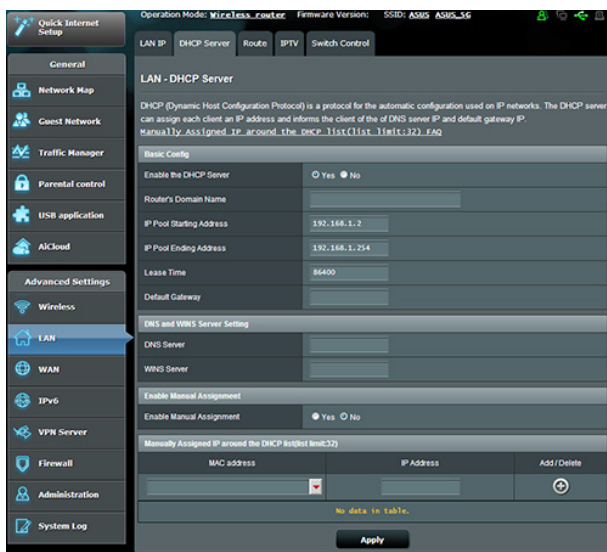 Quick Internet Setup
Operation Mode: Wireless router Firmware Version: SSID: ASUS ASUS_5G
LAN IP DHCP Server Route IPTV Switch Control
General
Network Map
Guest Network
Traffic Manager
Parental control
USB application
AiCloud
Advanced Settings
Wireless
LAN
WAN
IPv6
VPN Server
Firewall
Administration
System Log
LAN - DHCP Server
DHCP (Dynamic Host Configuration Protocol) is a protocol for the automatic configuration used on IP networks. The DHCP server
can assign each client an IP address and informs the client of the of DNS server IP and default gateway
IP.
Manually Assigned IP around the DHCP list(list limit:32) FAQ
Basic Config
Enable the DHCP Server Yes No
Router's Domain Name
IP Pool Starting Address 192.168.1.2
IP Pool Ending Address 192.168.1.254
Lease Time 86400
Default Gateway
DNS and WINS Server Setting
DNS Server
WINS Server
Enable Manual Assignment
Enable Manual Assignment Yes No
Manually Assigned IP around the DHCP list(list limit:32)
MAC address IP Address Add / Delete
No data in table.
Apply